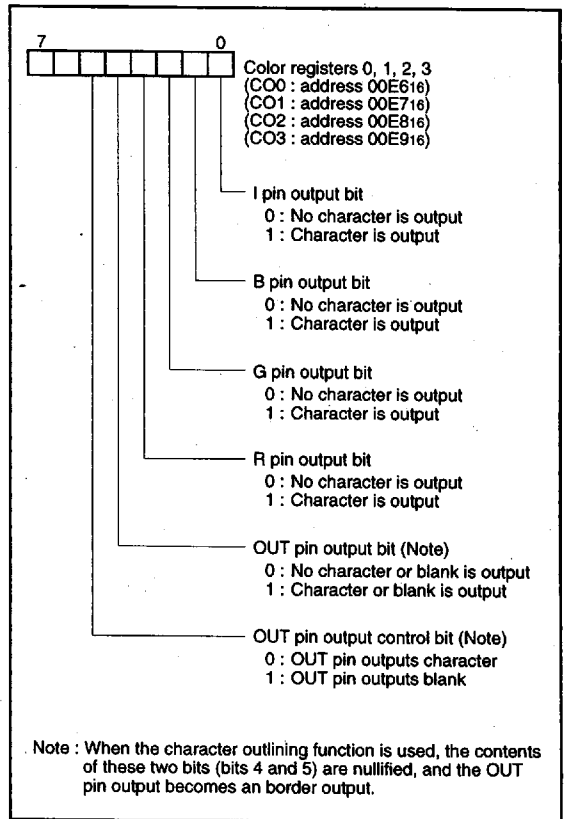 7 0
Color registers 0, 1, 2, 3
(CO0 : address 00E616)
(CO1 : address 00E716)
(CO2 : address 00E816)
(CO3 : address 00E916)
I pin output bit
0 : No character is output
1 : Character is output
B pin output bit
0 : No character is output
1 : Character is output
G pin output bit
0 : No character is output
1 : Character is output
R pin output bit
0 : No character is output
1 : Character is output
OUT pin output bit (Note)
0 : No character or blank is output
1 : Character or blank is output
OUT pin output control bit (Note)
0 : OUT pin outputs character
1 : OUT pin outputs blank
Note : When the character outlining function is used, the contents
of these two bits (bits 4 and 5) are nullified, and the OUT
pin output becomes an border output.